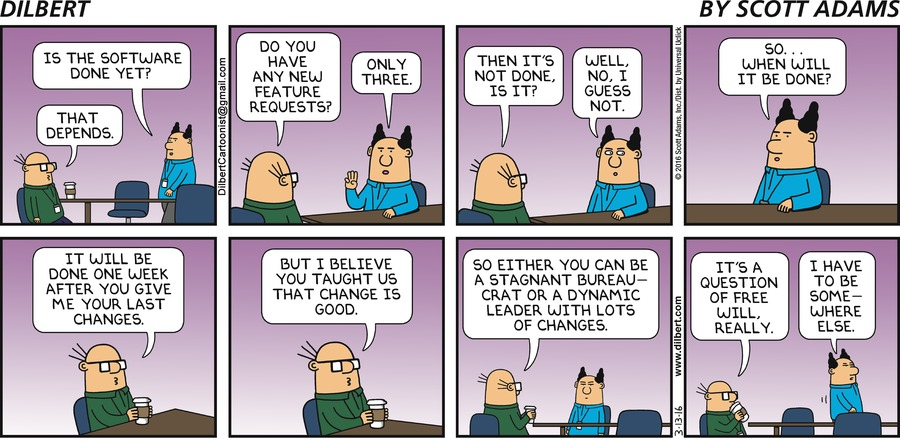 DILBERT
BY SCOTT ADAMS
IS THE SOFTWARE
DONE YET?
THAT
DEPENDS.
DilbertCartoonist@gmail.com
DO YOU
HAVE
ANY NEW
FEATURE
REQUESTS?
ONLY
THREE.
THEN IT'S
NOT DONE,
IS IT?
WELL,
NO, I
GUESS
NOT.
© 2016 Scott Adams, Inc./Dist. by Universal Uclick
SO...
WHEN WILL
IT BE DONE?
IT WILL BE
DONE ONE WEEK
AFTER YOU GIVE
ME YOUR LAST
CHANGES.
BUT I BELIEVE
YOU TAUGHT US
THAT CHANGE IS
GOOD.
SO EITHER YOU CAN BE
A STAGNANT BUREAU-
CRAT OR A DYNAMIC
LEADER WITH LOTS
OF CHANGES.
3-13-16 www.dilbert.com
IT'S A
QUESTION
OF FREE
WILL,
REALLY.
I HAVE
TO BE
SOME-
WHERE
ELSE.